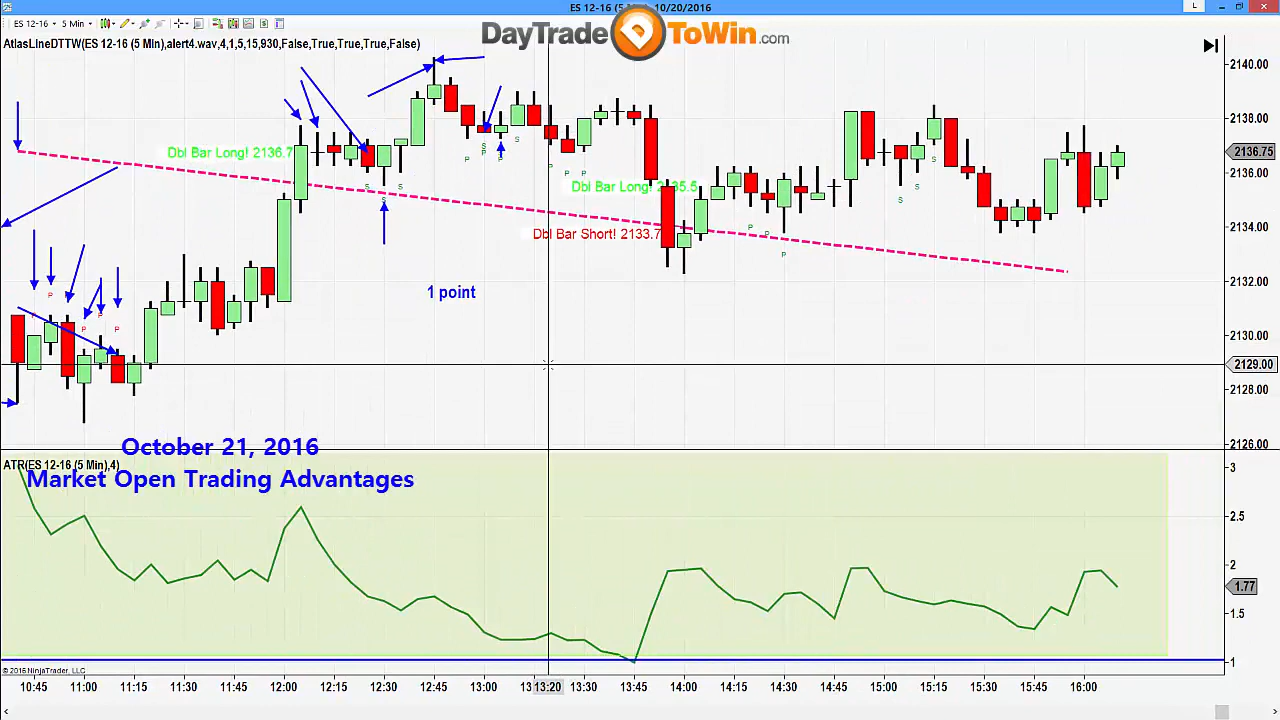 ES 12-16 (5 Min) 10/20/2016
L
ES 12-16
5 Min
DayTradeToWin.com
AtlasLineDTTW(ES 12-16 (5 Min),alert4.wav,4,1,5,15,930,False,True,True,True,False)
2140.00
2138.00
2136.75
2136.00
2134.00
2132.00
2130.00
2129.00
2128.00
2126.00
Dbl Bar Long! 2136.7
Dbl Bar Long! 2135.5
Dbl Bar Short! 2133.7
1 point
October 21, 2016
ATR(ES 12-16 (5 Min),4)
Market Open Trading Advantages
3
2.5
2
1.77
1.5
1
© 2016 NinjaTrader, LLC
10:45 11:00 11:15 11:30 11:45 12:00 12:15 12:30 12:45 13:00 13:20 13:30 13:45 14:00 14:15 14:30 14:45 15:00 15:15 15:30 15:45 16:00